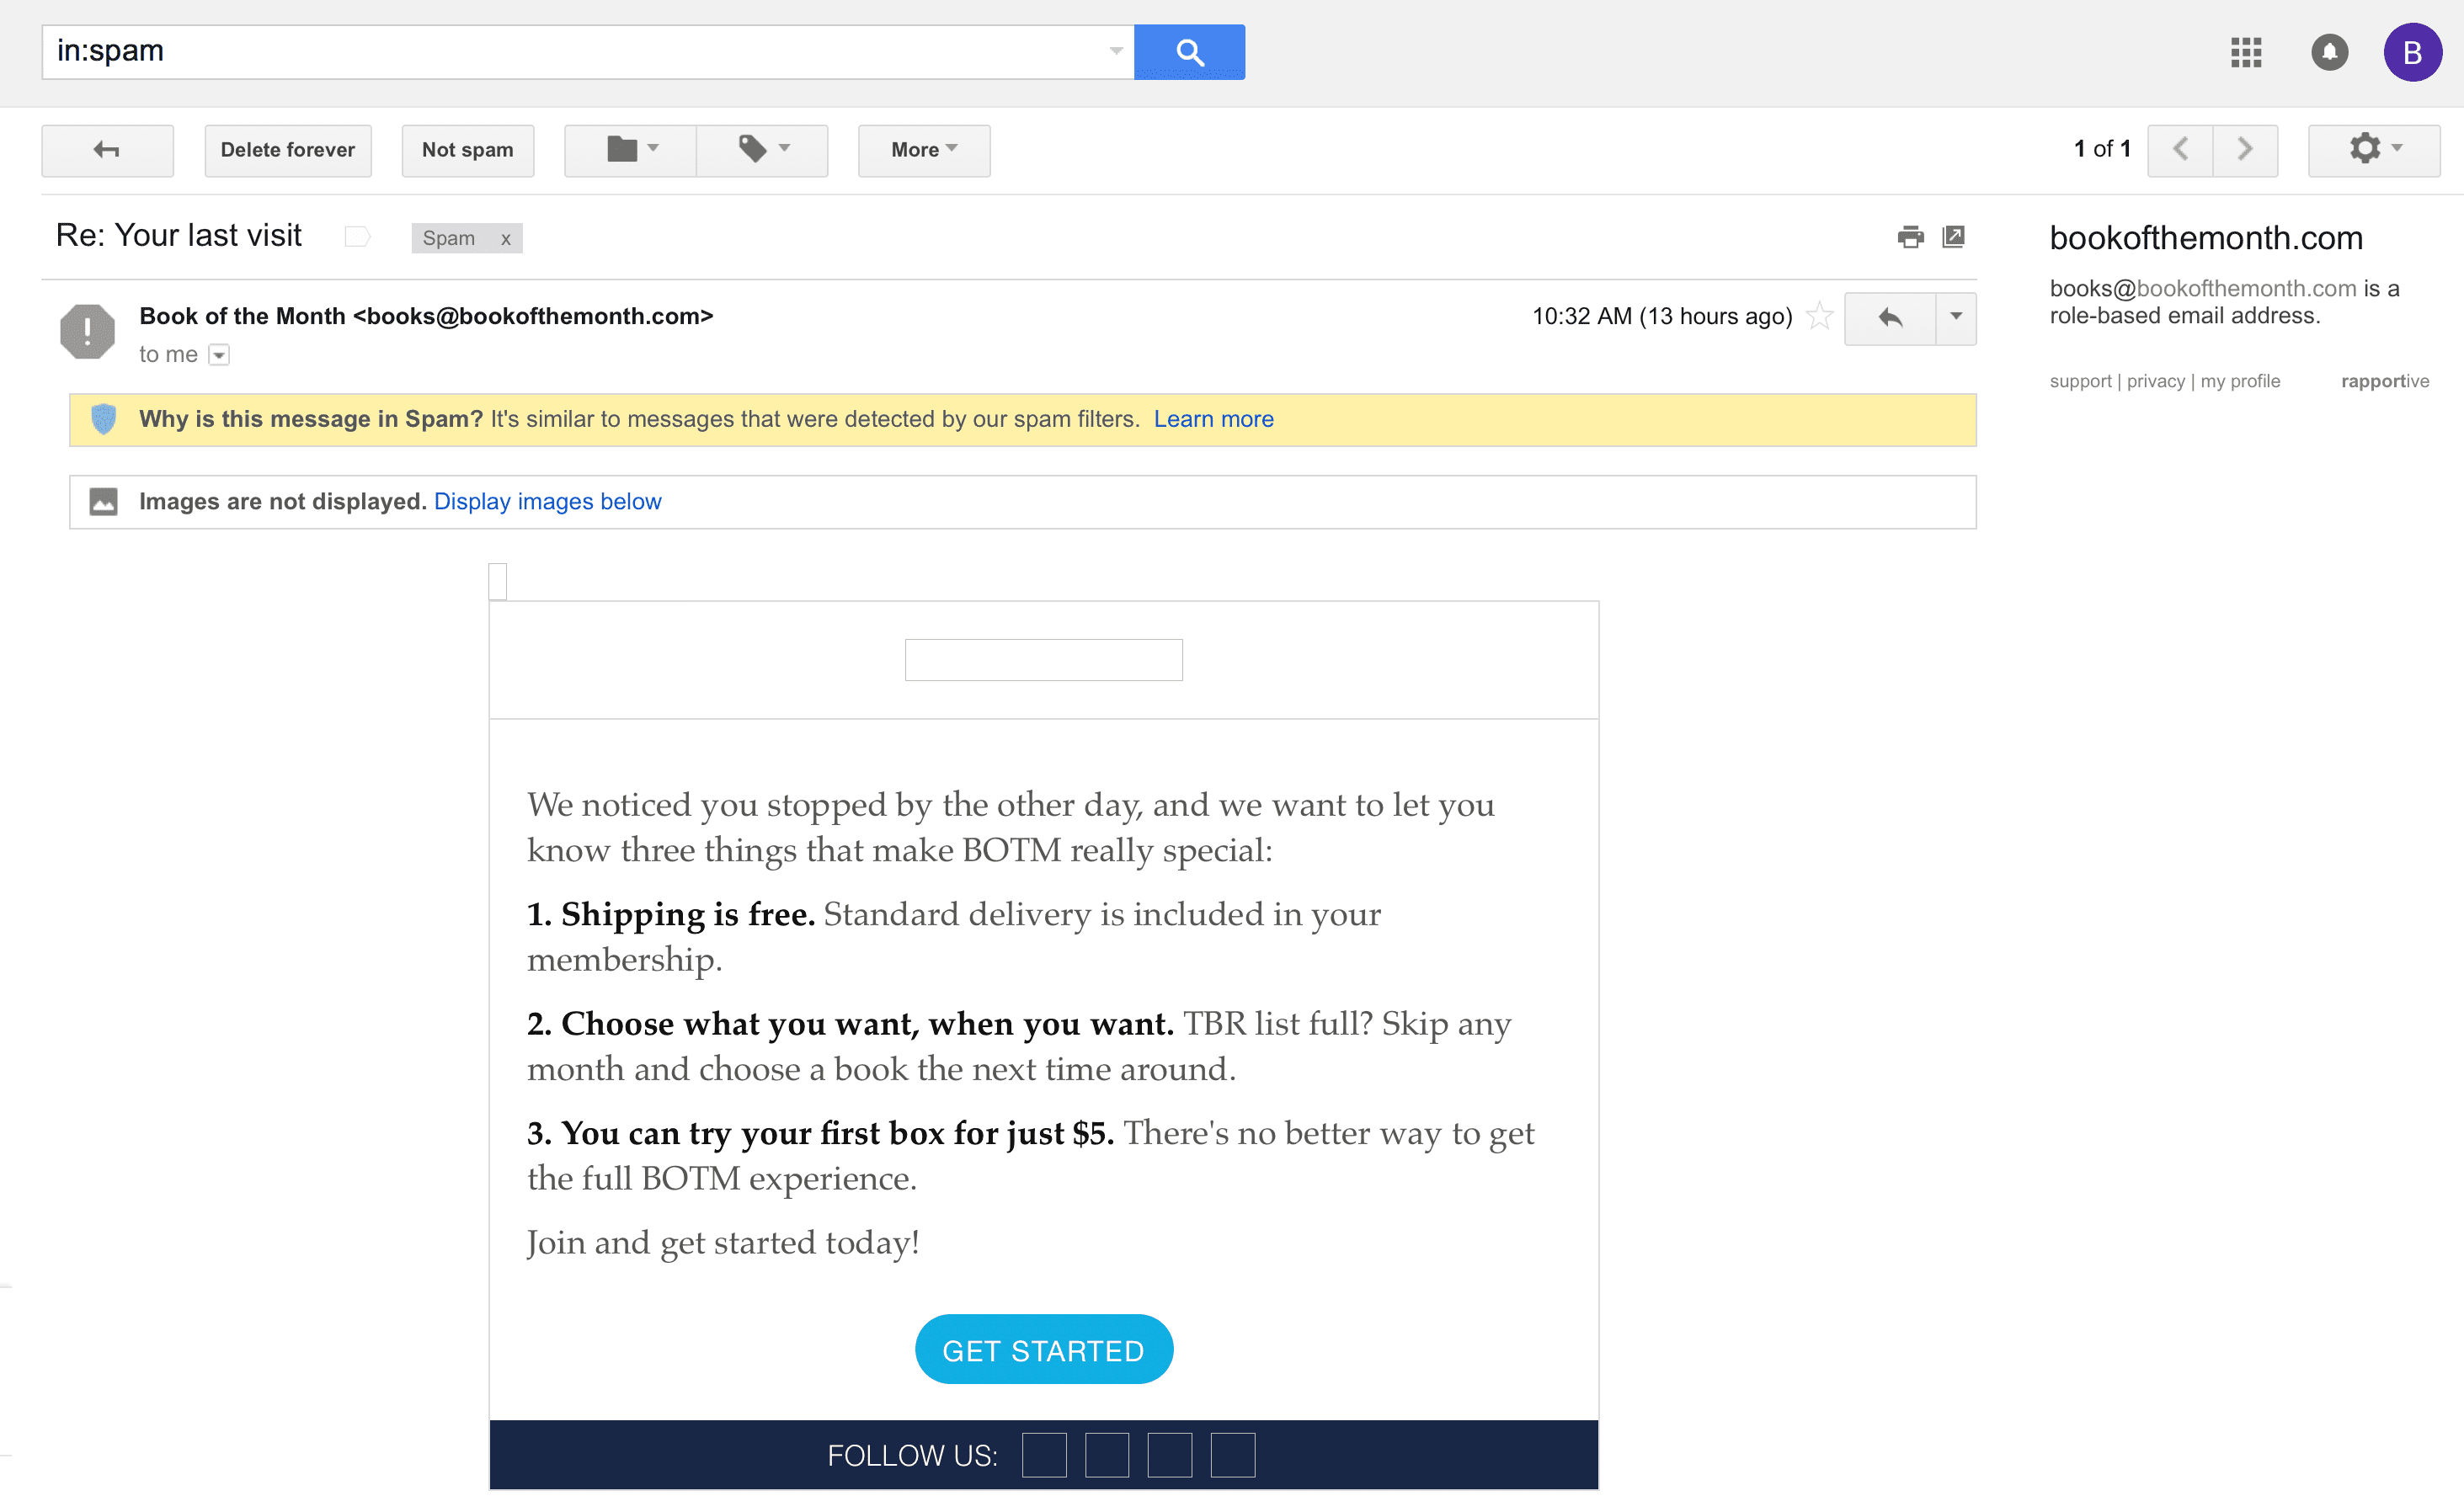 in:spam
B
Delete forever
Not spam
More
1 of 1
Re: Your last visit
Spam x
bookofthemonth.com
books@bookofthemonth.com is a
role-based email address.
support | privacy | my profile
rapportive
Book of the Month <books@bookofthemonth.com>
10:32 AM (13 hours ago)
to me
Why is this message in Spam? It's similar to messages that were detected by our spam filters. Learn more
Images are not displayed. Display images below
We noticed you stopped by the other day, and we want to let you
know three things that make BOTM really special:
1. Shipping is free. Standard delivery is included in your
membership.
2. Choose what you want, when you want. TBR list full? Skip any
month and choose a book the next time around.
3. You can try your first box for just $5. There's no better way to get
the full BOTM experience.
Join and get started today!
GET STARTED
FOLLOW US: